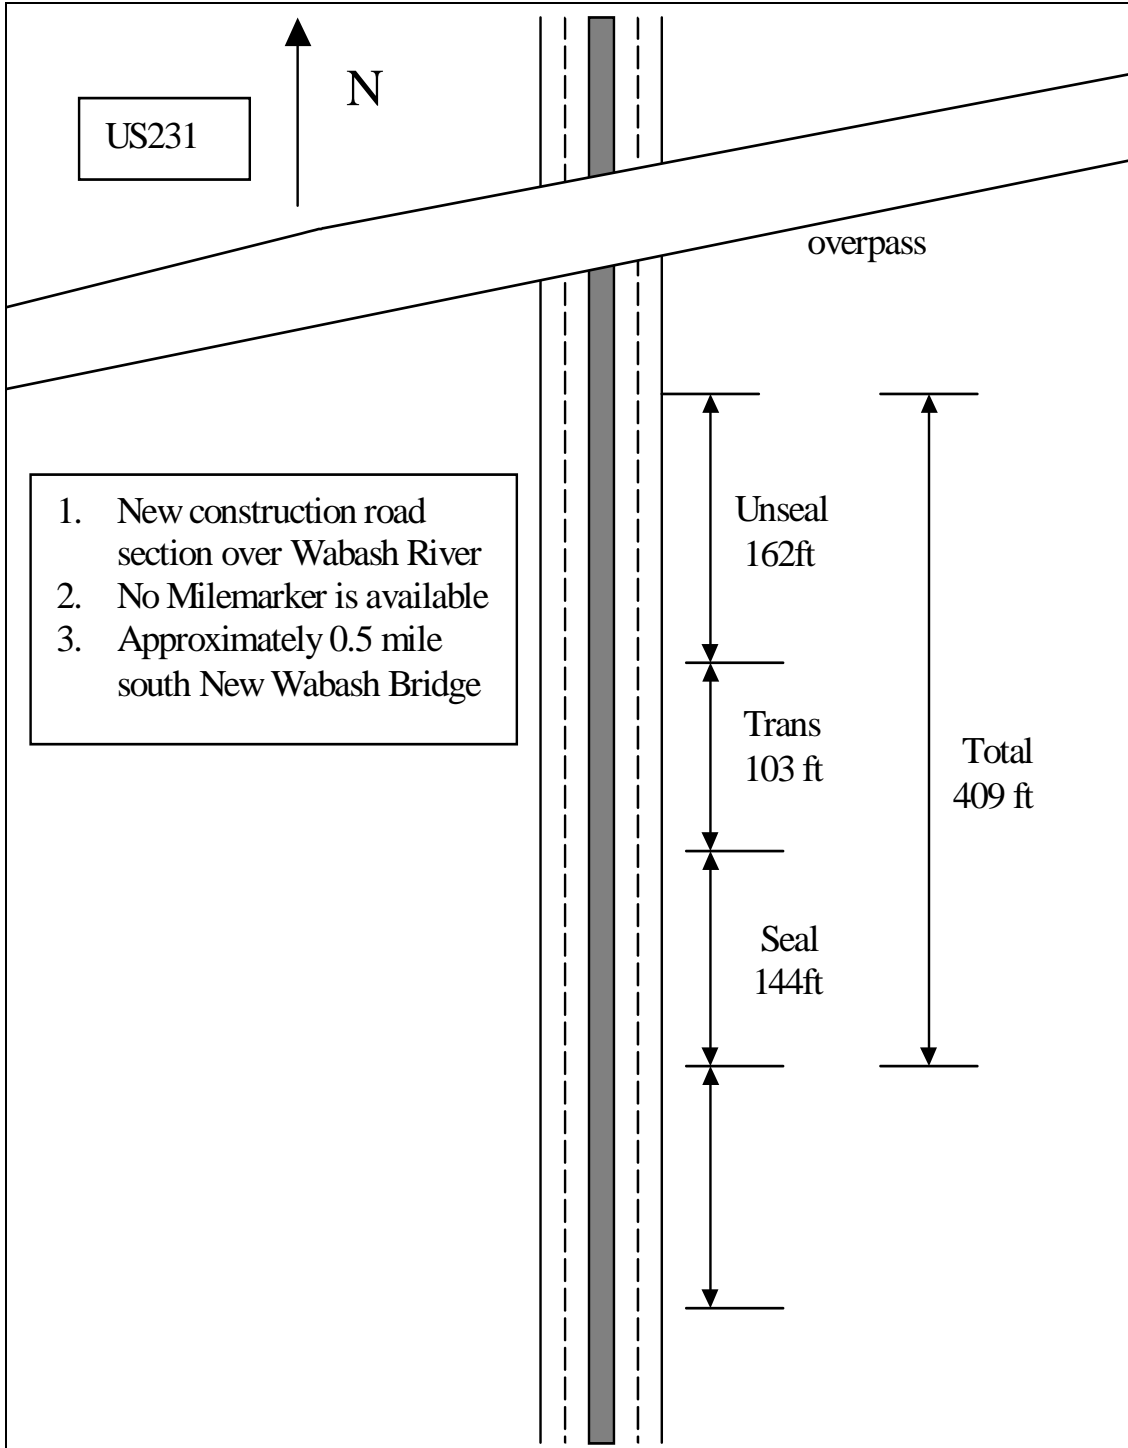 N
US231
overpass
1. New construction road
section over Wabash River
2. No Milemarker is available
3. Approximately 0.5 mile
south New Wabash Bridge
Unseal
162ft
Trans
103 ft
Total
409 ft
Seal
144ft